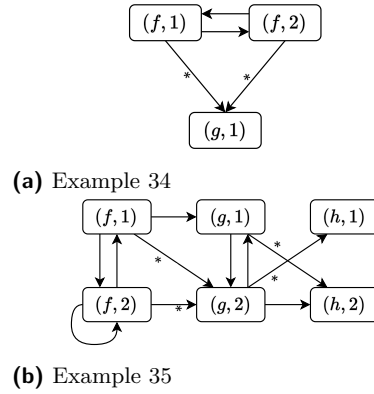 (f, 1) (f, 2)
* *
(g, 1)
(a) Example 34
(f, 1) (g, 1) (h, 1)
* *
* *
(f, 2) (g, 2) (h, 2)
(b) Example 35